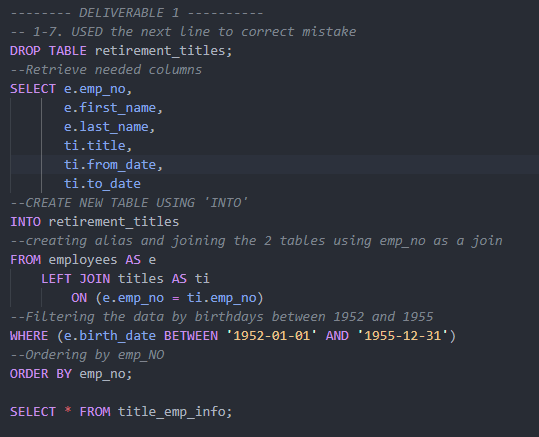 -------- DELIVERABLE 1 ----------
-- 1-7. USED the next line to correct mistake
DROP TABLE retirement_titles;
--Retrieve needed columns
SELECT e.emp_no,
       e.first_name,
       e.last_name,
       ti.title,
       ti.from_date,
       ti.to_date
--CREATE NEW TABLE USING 'INTO'
INTO retirement_titles
--creating alias and joining the 2 tables using emp_no as a join
FROM employees AS e
    LEFT JOIN titles AS ti
        ON (e.emp_no = ti.emp_no)
--Filtering the data by birthdays between 1952 and 1955
WHERE (e.birth_date BETWEEN '1952-01-01' AND '1955-12-31')
--Ordering by emp_NO
ORDER BY emp_no;

SELECT * FROM title_emp_info;